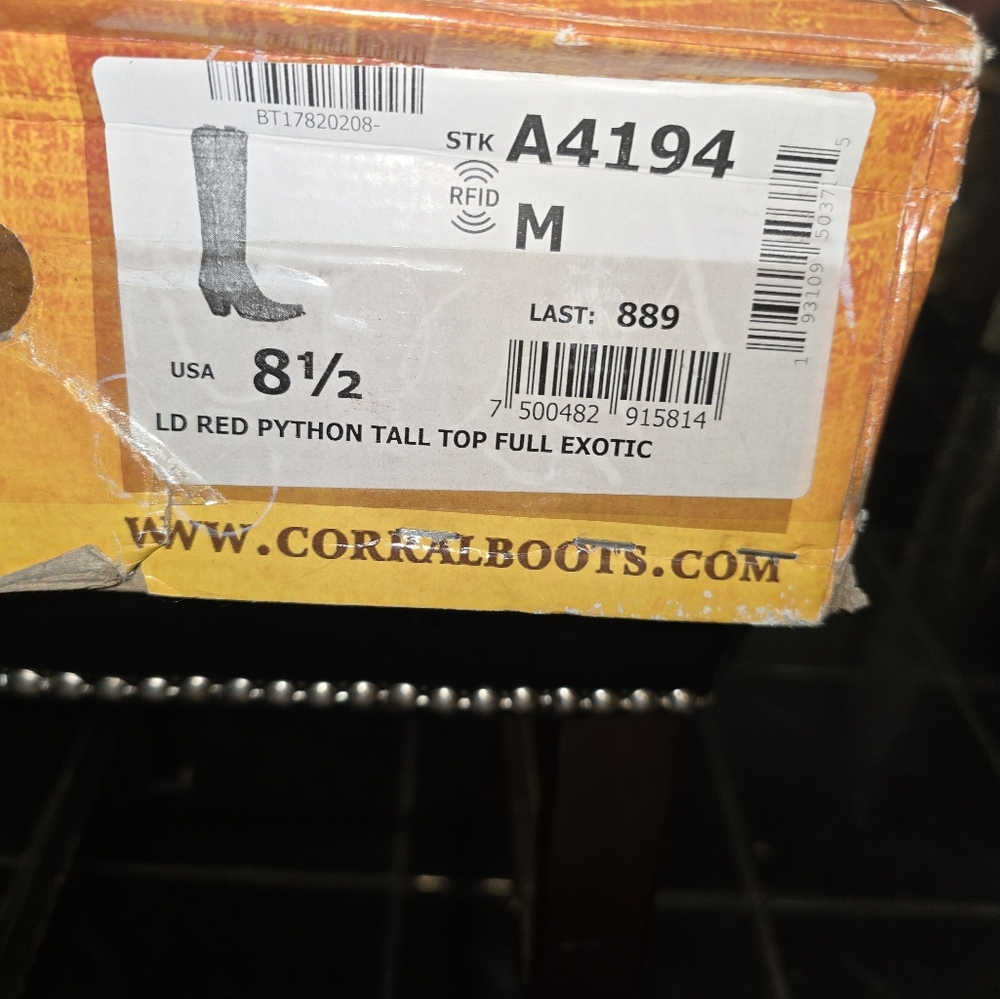 BT17820208-
STK A4194
RFID
M
LAST: 889
USA 8½
7 500482 915814
LD RED PYTHON TALL TOP FULL EXOTIC
WWW.CORRALBOOTS.COM